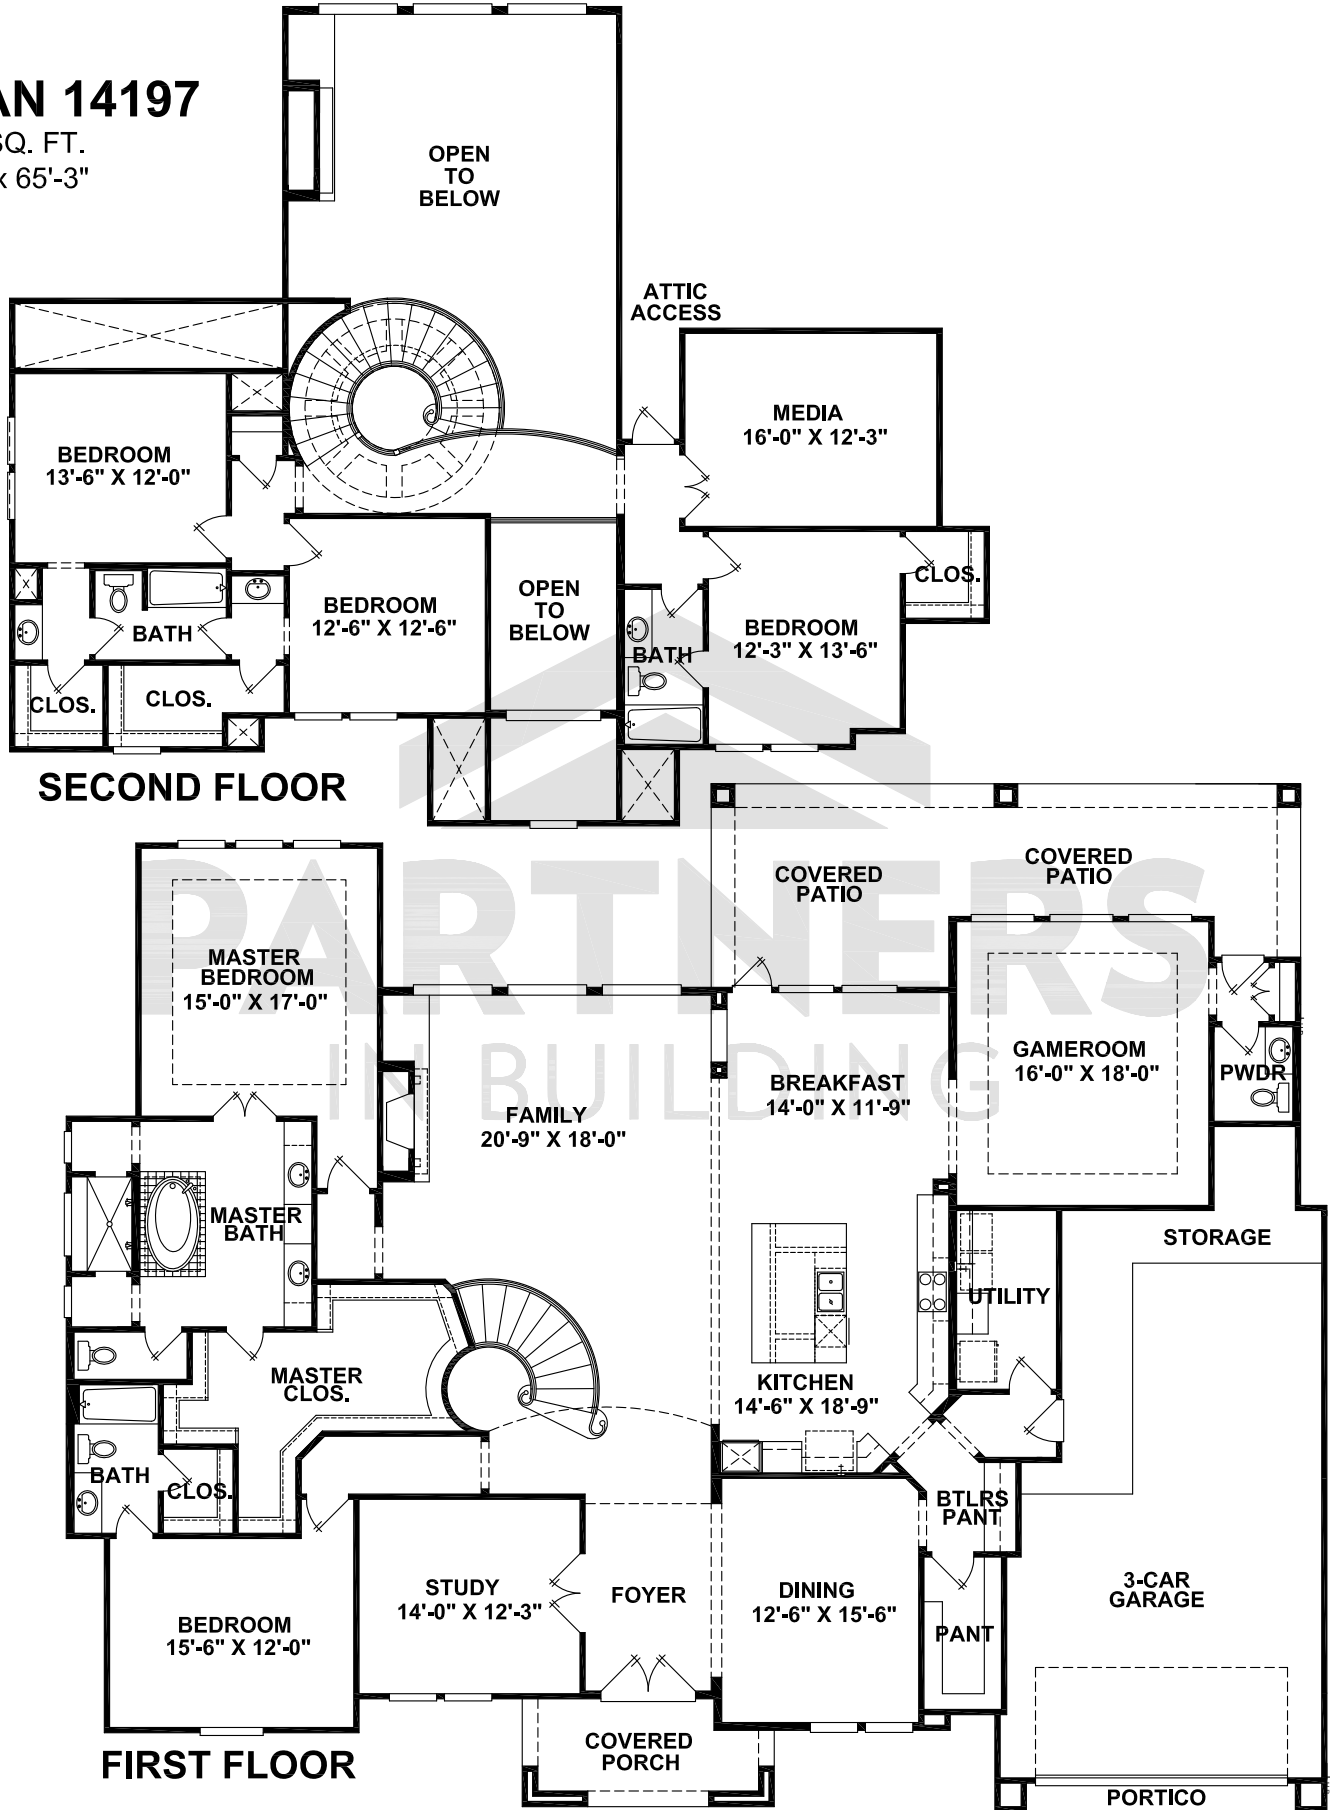 AN 14197
SQ. FT.
x 65'-3"
OPEN
TO
BELOW
ATTIC
ACCESS
MEDIA
16'-0" X 12'-3"
BEDROOM
13'-6" X 12'-0"
CLOS.
BEDROOM
12'-6" X 12'-6"
OPEN
TO
BELOW
BATH
BEDROOM
12'-3" X 13'-6"
BATH
CLOS.
CLOS.
SECOND FLOOR
COVERED
PATIO
COVERED
PATIO
PARTNERS
IN BUILDING
MASTER
BEDROOM
15'-0" X 17'-0"
GAMEROOM
16'-0" X 18'-0"
PWDR
BREAKFAST
14'-0" X 11'-9"
FAMILY
20'-9" X 18'-0"
MASTER
BATH
STORAGE
UTILITY
MASTER
CLOS.
KITCHEN
14'-6" X 18'-9"
BATH
CLOS.
BTLRS
PANT
STUDY
14'-0" X 12'-3"
FOYER
DINING
12'-6" X 15'-6"
3-CAR
GARAGE
BEDROOM
15'-6" X 12'-0"
PANT
COVERED
PORCH
FIRST FLOOR
PORTICO